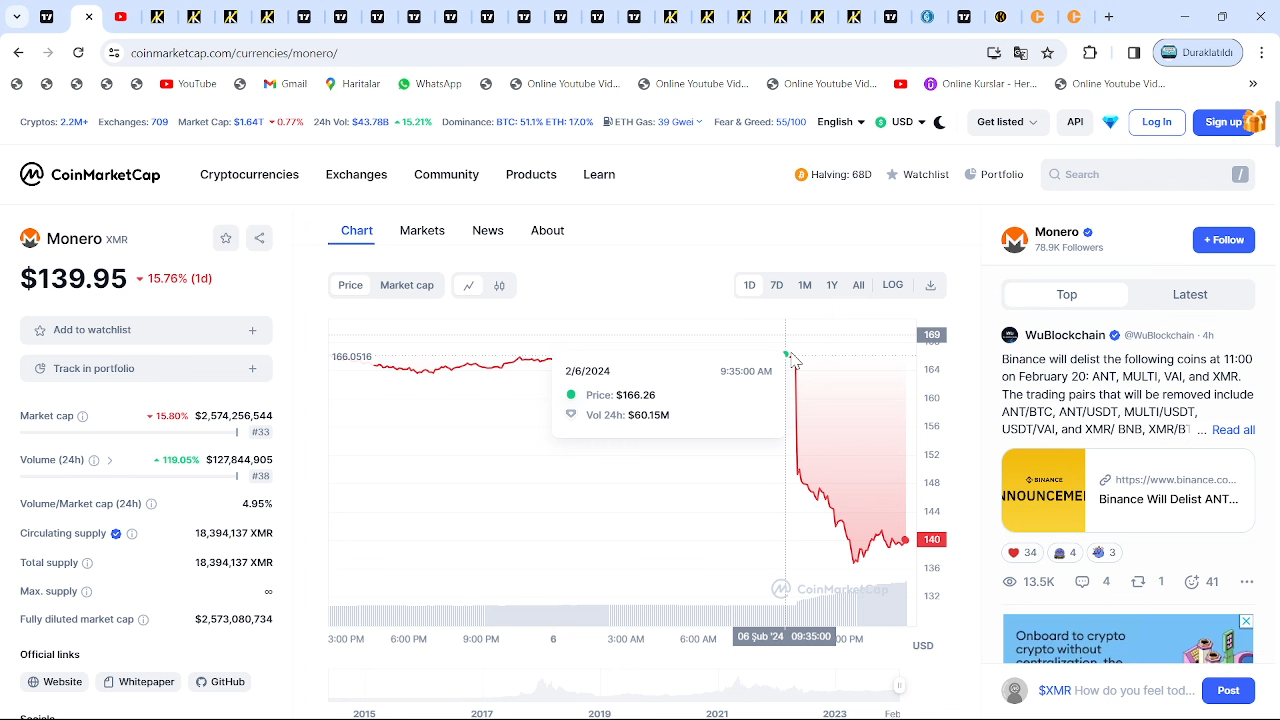 coinmarketcap.com/currencies/monero/
Duraklatıldı
YouTube Gmail Haritalar WhatsApp Online Youtube Vid... Online Youtube Vid... Online Youtube Vid... Online Kurslar - Her... Online Youtube Vid... »
Cryptos: 2.2M+ Exchanges: 709 Market Cap: $1.64T 0.77% 24h Vol: $43.78B 15.21% Dominance: BTC: 51.1% ETH: 17.0% ETH Gas: 39 Gwei Fear & Greed: 55/100 English USD Get listed API Log In Sign up
CoinMarketCap Cryptocurrencies Exchanges Community Products Learn Halving: 68D Watchlist Portfolio Search /
Monero XMR
$139.95 15.76% (1d)
Add to watchlist +
Track in portfolio +
Market cap 15.80% $2,574,256,544
#33
Volume (24h) 119.05% $127,844,905
#38
Volume/Market cap (24h) 4.95%
Circulating supply 18,394,137 XMR
Total supply 18,394,137 XMR
Max. supply ∞
Fully diluted market cap $2,573,080,734
Official links
Website Whitepaper GitHub
Chart Markets News About
Price Market cap 1D 7D 1M 1Y All LOG
166.0516
2/6/2024 9:35:00 AM
Price: $166.26
Vol 24h: $60.15M
169
164
160
156
152
148
144
140
136
132
CoinMarketCap
3:00 PM 6:00 PM 9:00 PM 6 3:00 AM 6:00 AM 06 Şub '24 09:35:00 :00 PM
USD
2015 2017 2019 2021 2023 Feb
Monero
78.9K Followers
+ Follow
Top Latest
WuBlockchain @WuBlockchain · 4h
Binance will delist the following coins at 11:00
on February 20: ANT, MULTI, VAI, and XMR.
The trading pairs that will be removed include
ANT/BTC, ANT/USDT, MULTI/USDT,
USDT/VAI, and XMR/ BNB, XMR/BT ... Read all
BINANCE
NNOUNCEME
https://www.binance.co...
Binance Will Delist ANT...
34 4 3
13.5K 4 1 41
Onboard to crypto
crypto without
$XMR How do you feel tod... Post